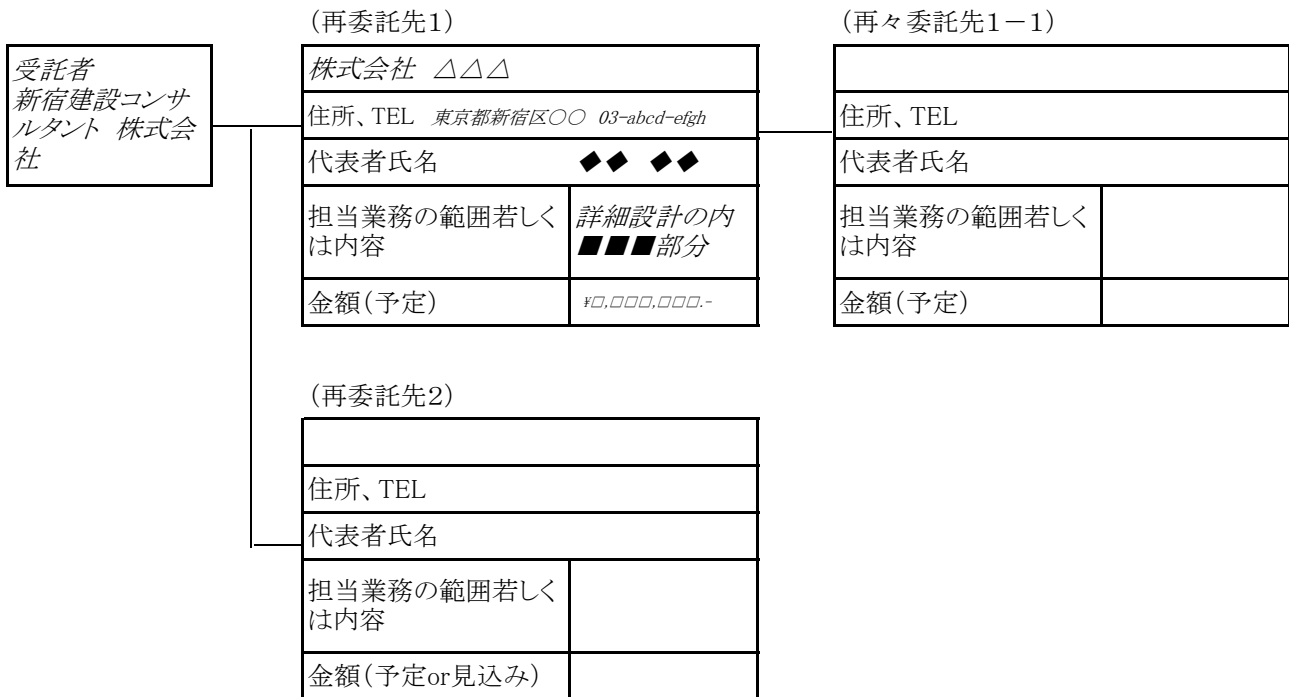 (再委託先1)
(再々委託先1-1)
受託者
新宿建設コンサ
ルタント 株式会
社
株式会社 △△△
住所、TEL 東京都新宿区〇〇 03-abcd-efgh
代表者氏名 ◆◆ ◆◆
担当業務の範囲若しく
は内容
詳細設計の内
■■■部分
金額(予定) ¥□,□□□,□□□.-
住所、TEL
代表者氏名
担当業務の範囲若しく
は内容
金額(予定)
(再委託先2)
住所、TEL
代表者氏名
担当業務の範囲若しく
は内容
金額(予定or見込み)